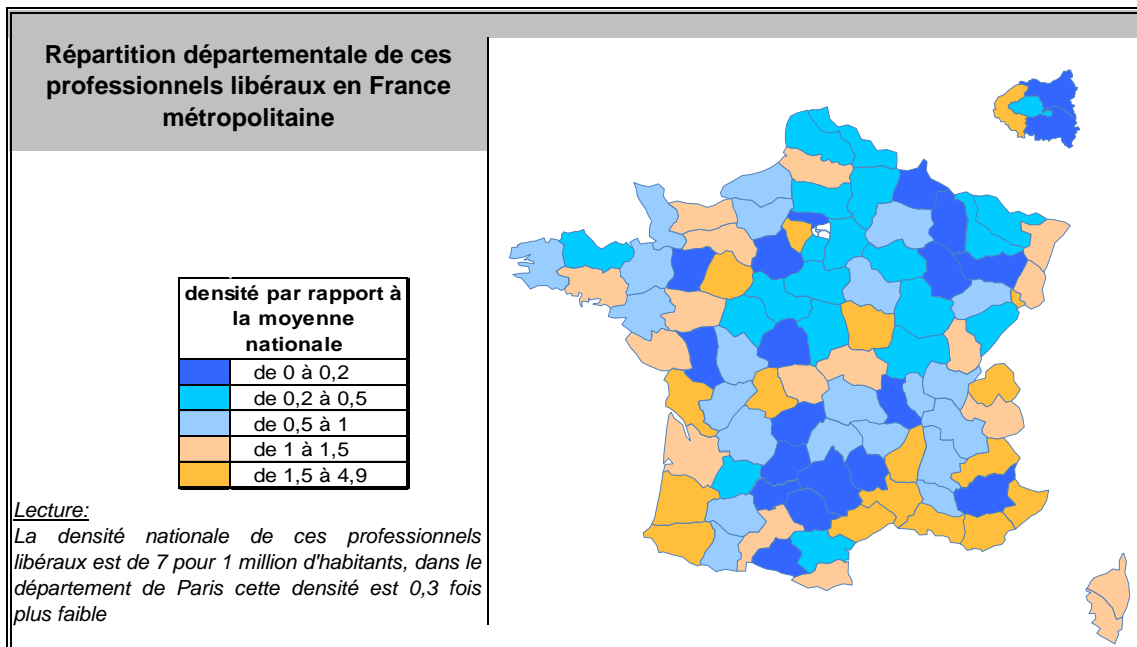 Répartition départementale de ces
professionnels libéraux en France
métropolitaine
densité par rapport à
la moyenne
nationale
de 0 à 0,2
de 0,2 à 0,5
de 0,5 à 1
de 1 à 1,5
de 1,5 à 4,9
Lecture:
La densité nationale de ces professionnels
libéraux est de 7 pour 1 million d'habitants, dans le
département de Paris cette densité est 0,3 fois
plus faible